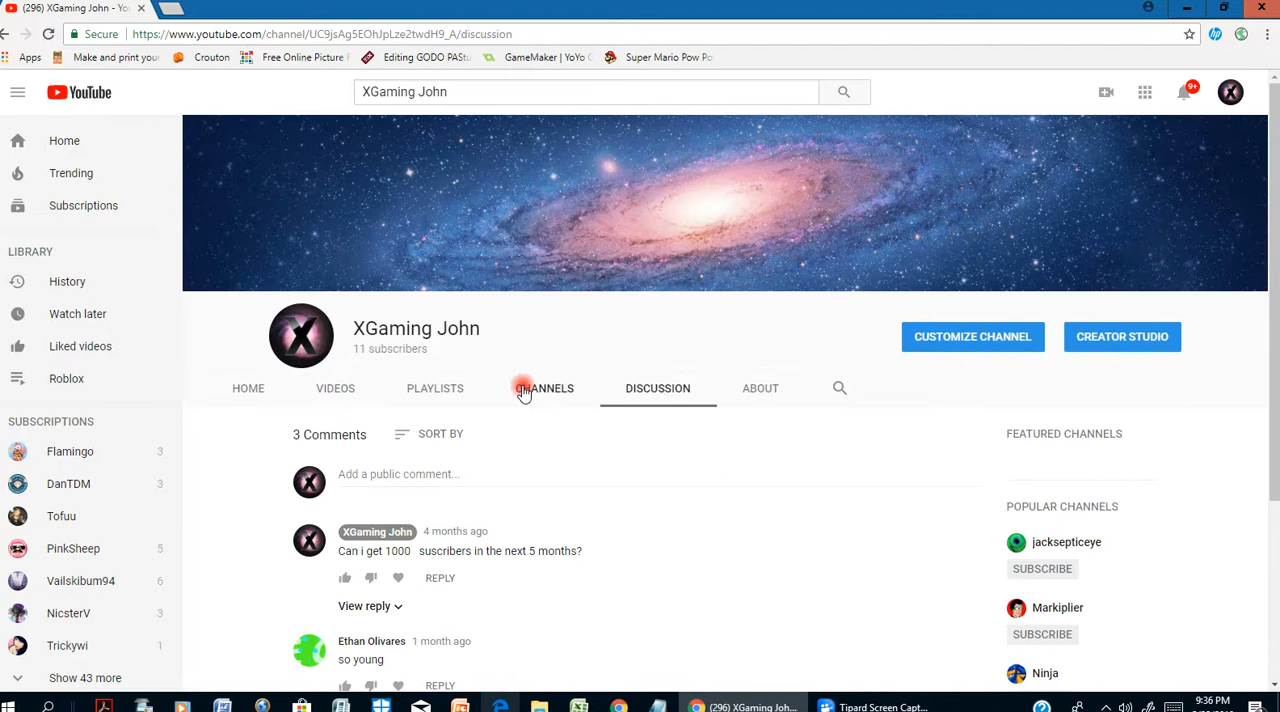 (296) XGaming John - Yo
Secure
https://www.youtube.com/channel/UC9jsAg5EOhJpLze2twdH9_A/discussion
Apps
Make and print your
Crouton
Free Online Picture
Editing GODO PASt
GameMaker | YoYo
Super Mario Pow Po
YouTube
XGaming John
9+
Home
Trending
Subscriptions
LIBRARY
History
Watch later
Liked videos
Roblox
SUBSCRIPTIONS
Flamingo 3
DanTDM 3
Tofuu
PinkSheep 5
Vailskibum94 6
NicsterV 3
Trickywi 1
Show 43 more
X
XGaming John
11 subscribers
CUSTOMIZE CHANNEL
CREATOR STUDIO
HOME
VIDEOS
PLAYLISTS
CHANNELS
DISCUSSION
ABOUT
3 Comments
SORT BY
Add a public comment...
XGaming John 4 months ago
Can i get 1000 suscribers in the next 5 months?
REPLY
View reply
Ethan Olivares 1 month ago
so young
REPLY
FEATURED CHANNELS
POPULAR CHANNELS
jacksepticeye
SUBSCRIBE
Markiplier
SUBSCRIBE
Ninja
(296) XGaming Joh...
Tipard Screen Capt...
9:36 PM